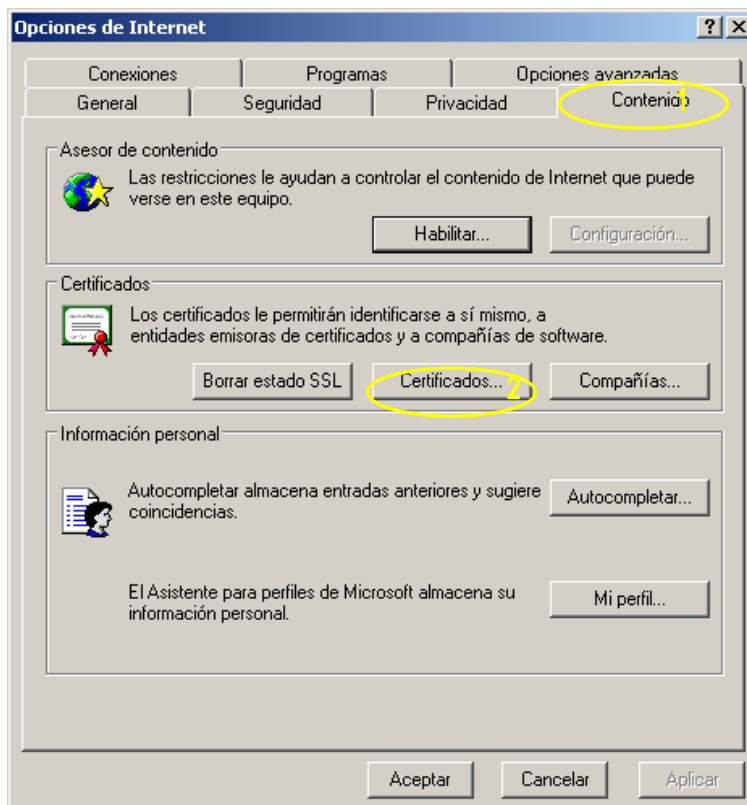 Opciones de Internet
Conexiones Programas Opciones avanzadas
General Seguridad Privacidad Contenido 1
Asesor de contenido
Las restricciones le ayudan a controlar el contenido de Internet que puede
verse en este equipo.
Habilitar... Configuración...
Certificados
Los certificados le permitirán identificarse a sí mismo, a
entidades emisoras de certificados y a compañías de software.
Borrar estado SSL Certificados... 2 Compañías...
Información personal
Autocompletar almacena entradas anteriores y sugiere
coincidencias.
Autocompletar...
El Asistente para perfiles de Microsoft almacena su
información personal.
Mi perfil...
Aceptar Cancelar Aplicar